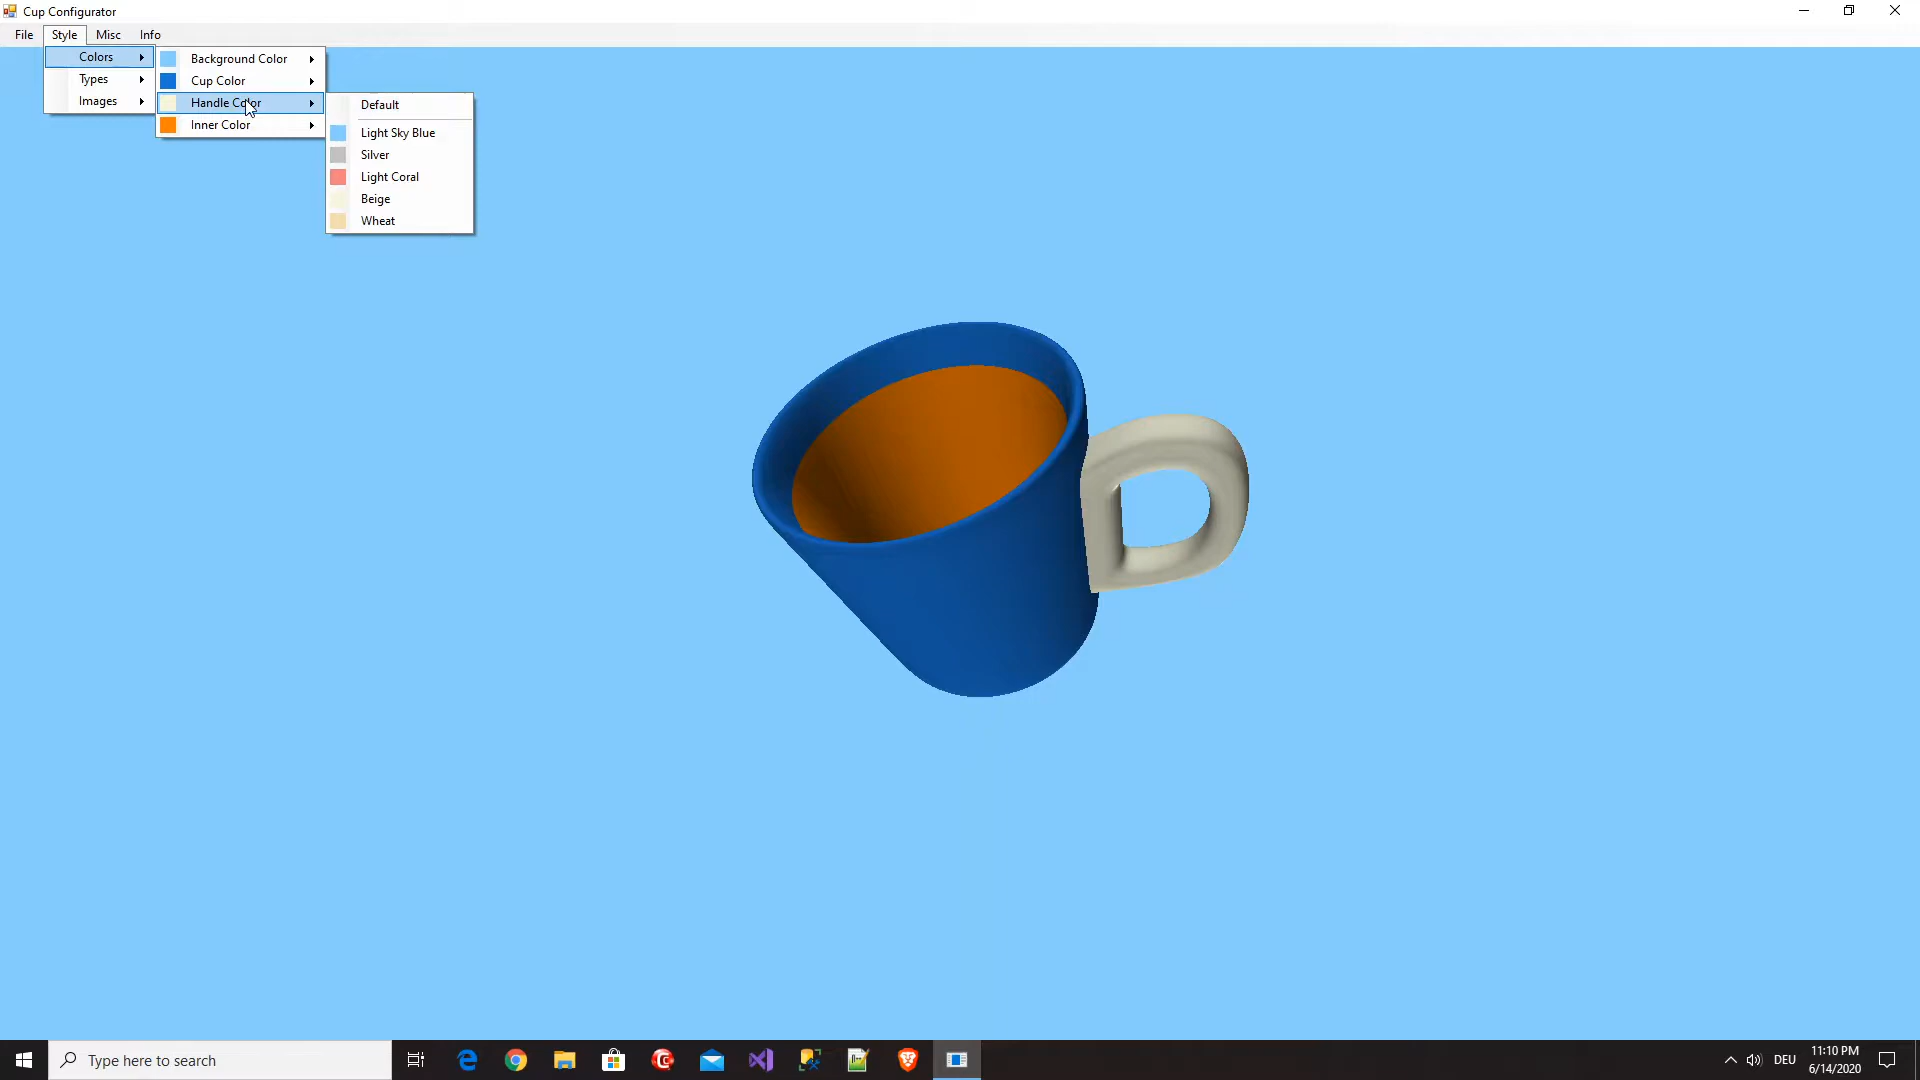 Cup Configurator
File Style Misc Info
Colors
Types
Images
Background Color
Cup Color
Handle Color
Inner Color
Default
Light Sky Blue
Silver
Light Coral
Beige
Wheat
Type here to search
DEU
11:10 PM
6/14/2020